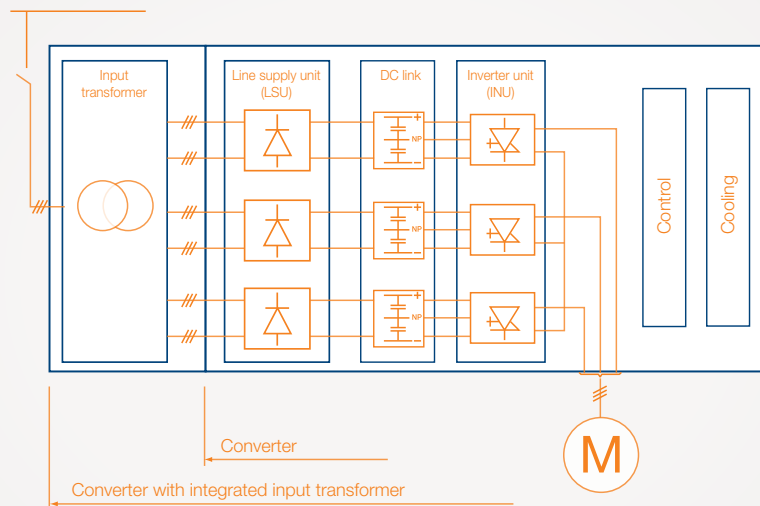 Input
transformer
Line supply unit
(LSU)
DC link
Inverter unit
(INU)
+
NP
−
+
NP
−
+
NP
−
Control
Cooling
M
Converter
Converter with integrated input transformer